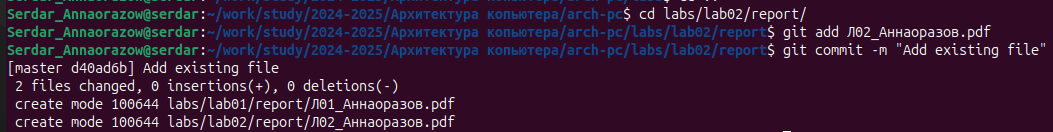 Serdar_Annaorazow@serdar:~/work/study/2024-2025/Архитектура копьютера/arch-pc$ cd labs/lab02/report/
Serdar_Annaorazow@serdar:~/work/study/2024-2025/Архитектура копьютера/arch-pc/labs/lab02/report$ git add Л02_Аннаоразов.pdf
Serdar_Annaorazow@serdar:~/work/study/2024-2025/Архитектура копьютера/arch-pc/labs/lab02/report$ git commit -m "Add existing file"
[master d40ad6b] Add existing file
 2 files changed, 0 insertions(+), 0 deletions(-)
 create mode 100644 labs/lab01/report/Л01_Аннаоразов.pdf
 create mode 100644 labs/lab02/report/Л02_Аннаоразов.pdf